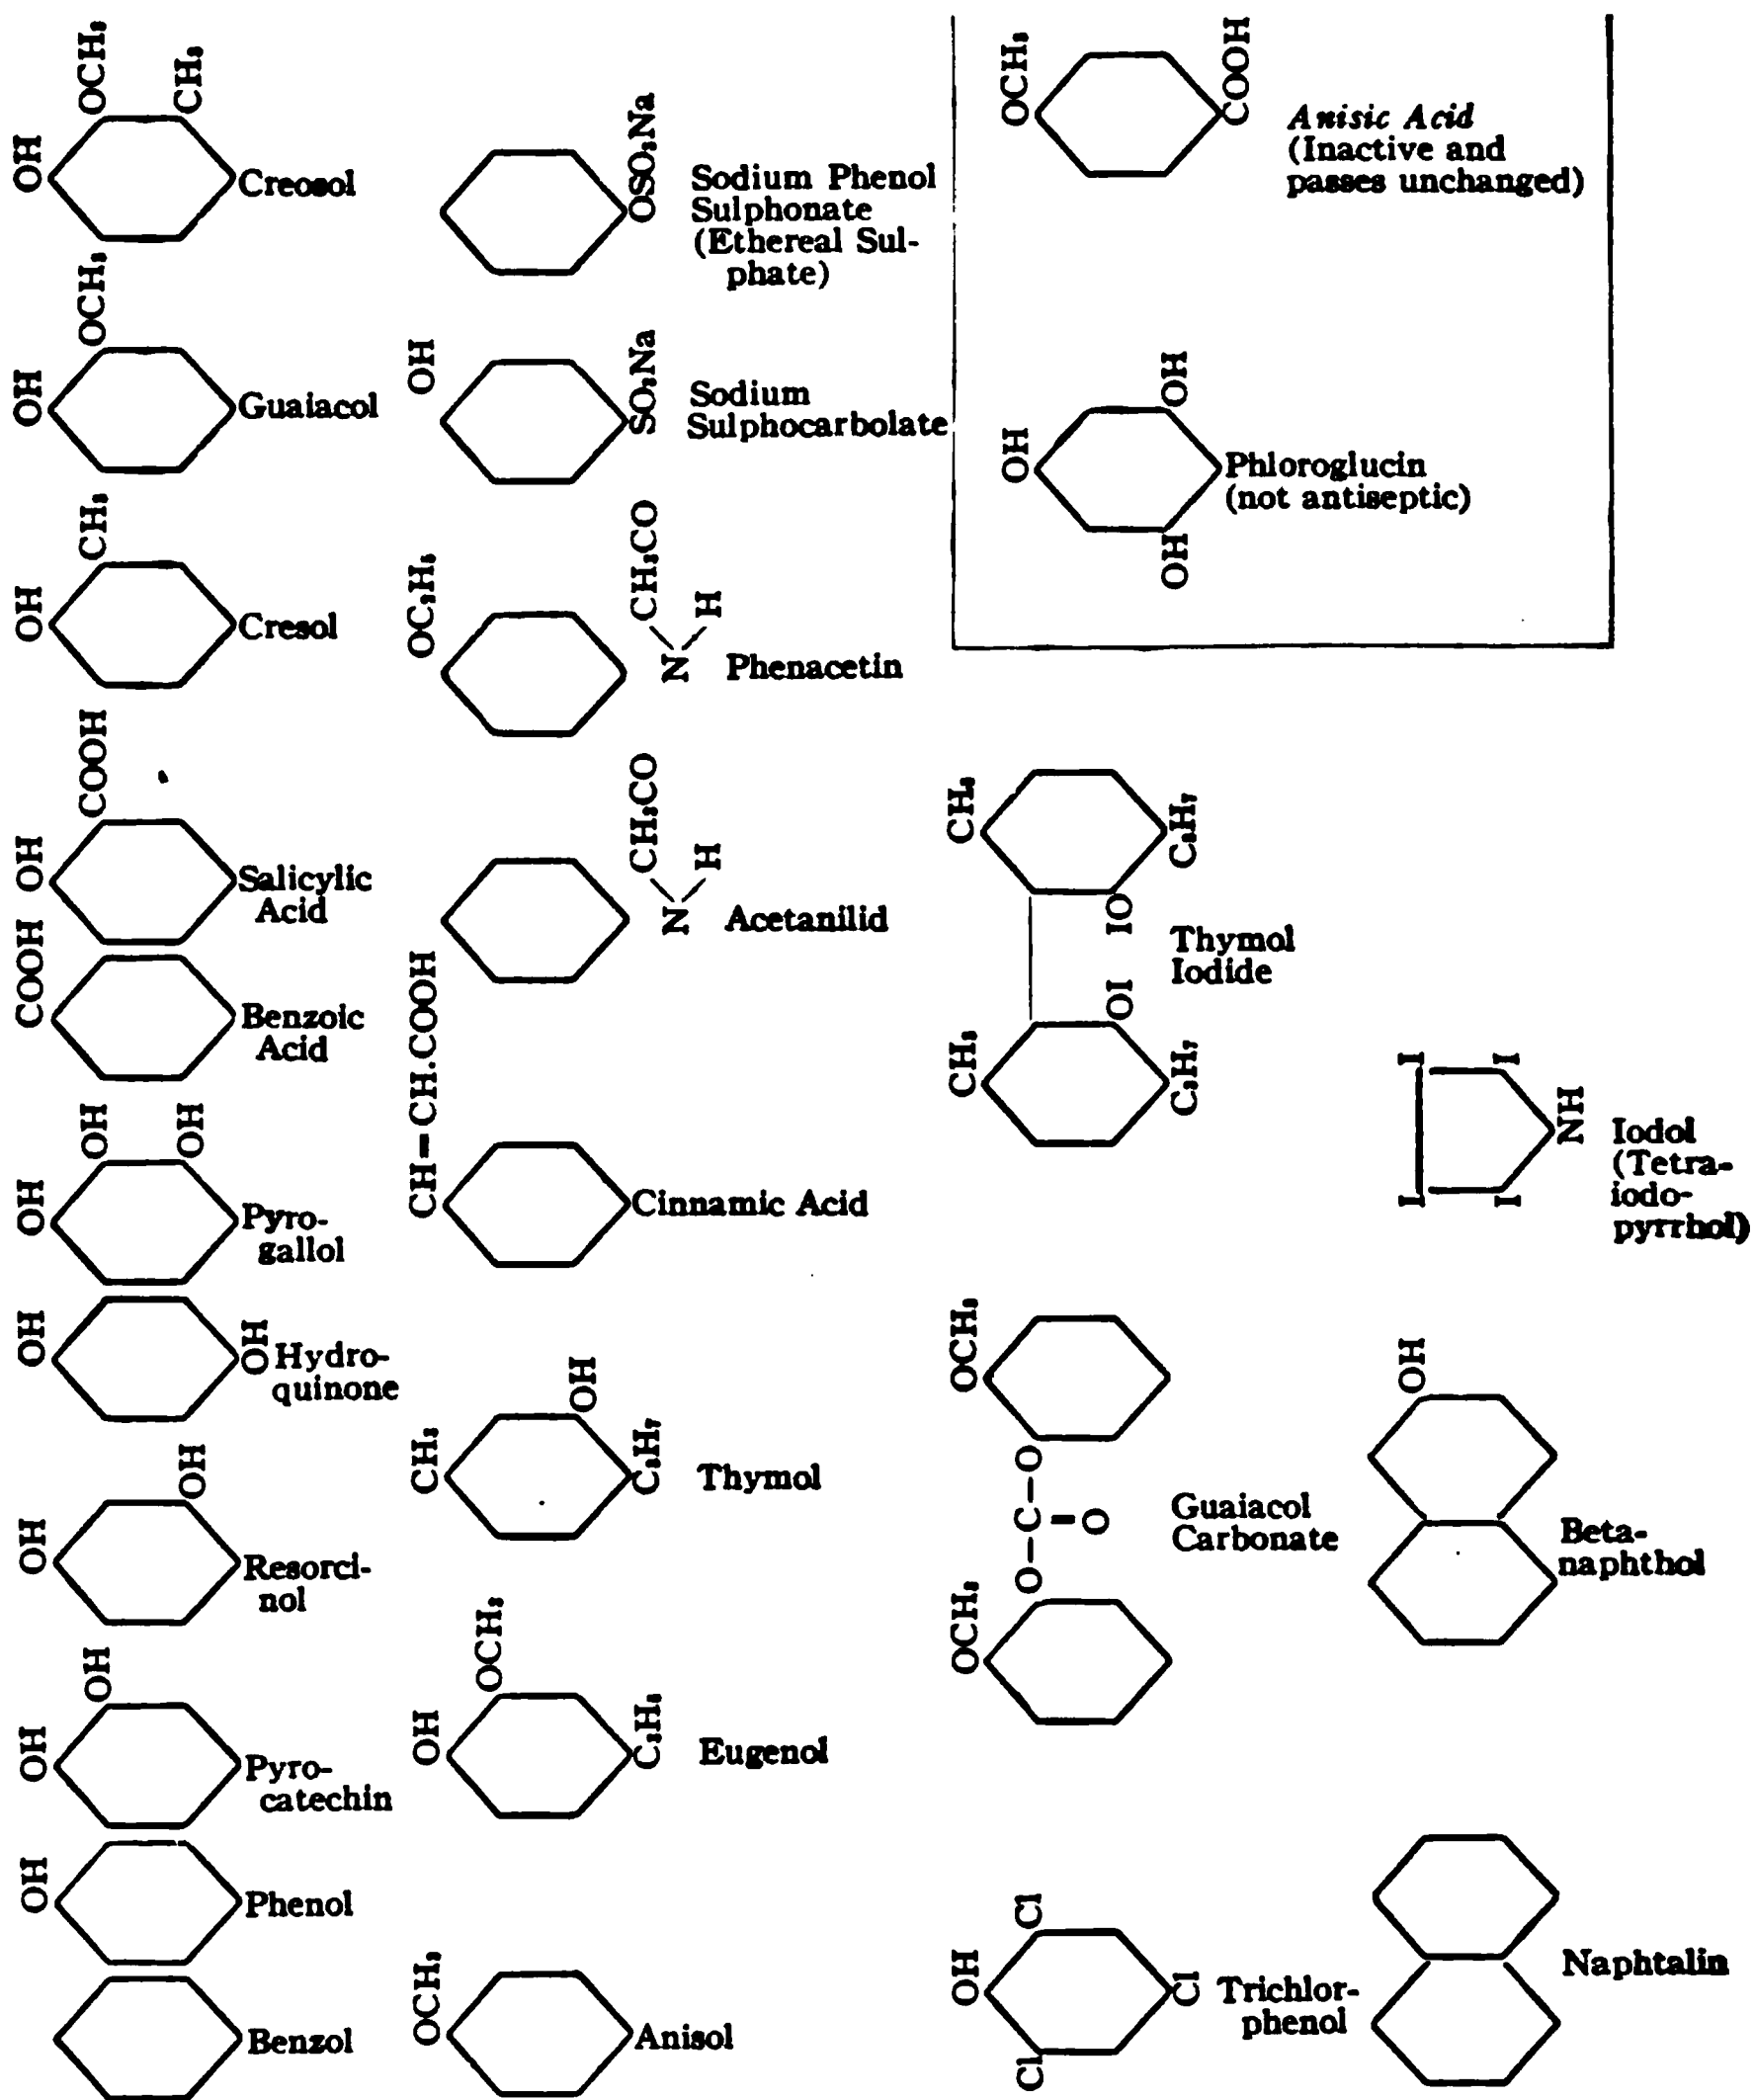 OH
OCH₃
CH₃
Creosol
OH
OCH₃
Guaiacol
OH
CH₃
Cresol
OH
COOH
Salicylic
Acid
COOH
Benzoic
Acid
OH
OH
OH
Pyro-
gallol
OH
OH
Hydro-
quinone
OH
OH
Resorci-
nol
OH
OH
Pyro-
catechin
OH
Phenol
Benzol
OSO₃Na
Sodium Phenol
Sulphonate
(Ethereal Sul-
phate)
OH
SO₃Na
Sodium
Sulphocarbolate
OC₂H₅
CH₃CO
H
N
Phenacetin
CH₃CO
H
N
Acetanilid
CH=CH.COOH
Cinnamic Acid
CH₃
OH
C₃H₇
Thymol
OH
OCH₃
C₃H₅
Eugenol
OCH₃
Anisol
OCH₃
COOH
Anisic Acid
(Inactive and
passes unchanged)
OH
OH
OH
Phloroglucin
(not antiseptic)
CH₃
C₃H₇
IO
OI
CH₃
C₃H₇
Thymol
Iodide
I
I
I
I
NH
Iodol
(Tetra-
iodo-
pyrrhol)
OCH₃
O–C–O
=O
OCH₃
Guaiacol
Carbonate
OH
Beta-
naphthol
OH
Cl
Cl
Cl
Trichlor-
phenol
Naphtalin